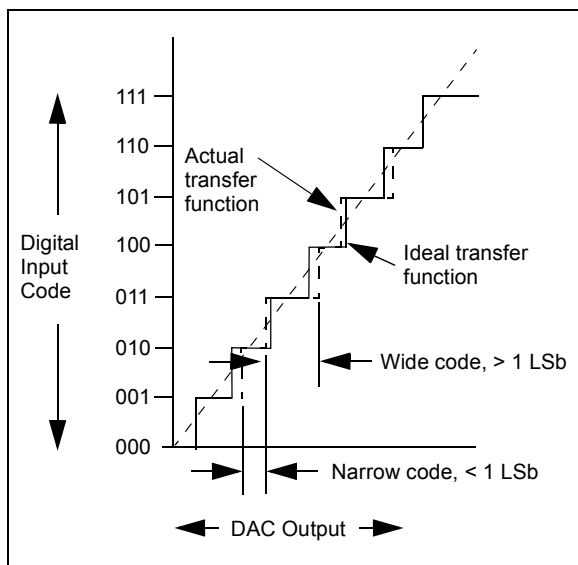 111
110
Actual
transfer
function
101
100
Digital
Input
Code
Ideal transfer
function
011
010
Wide code, > 1 LSb
001
000
Narrow code, < 1 LSb
DAC Output